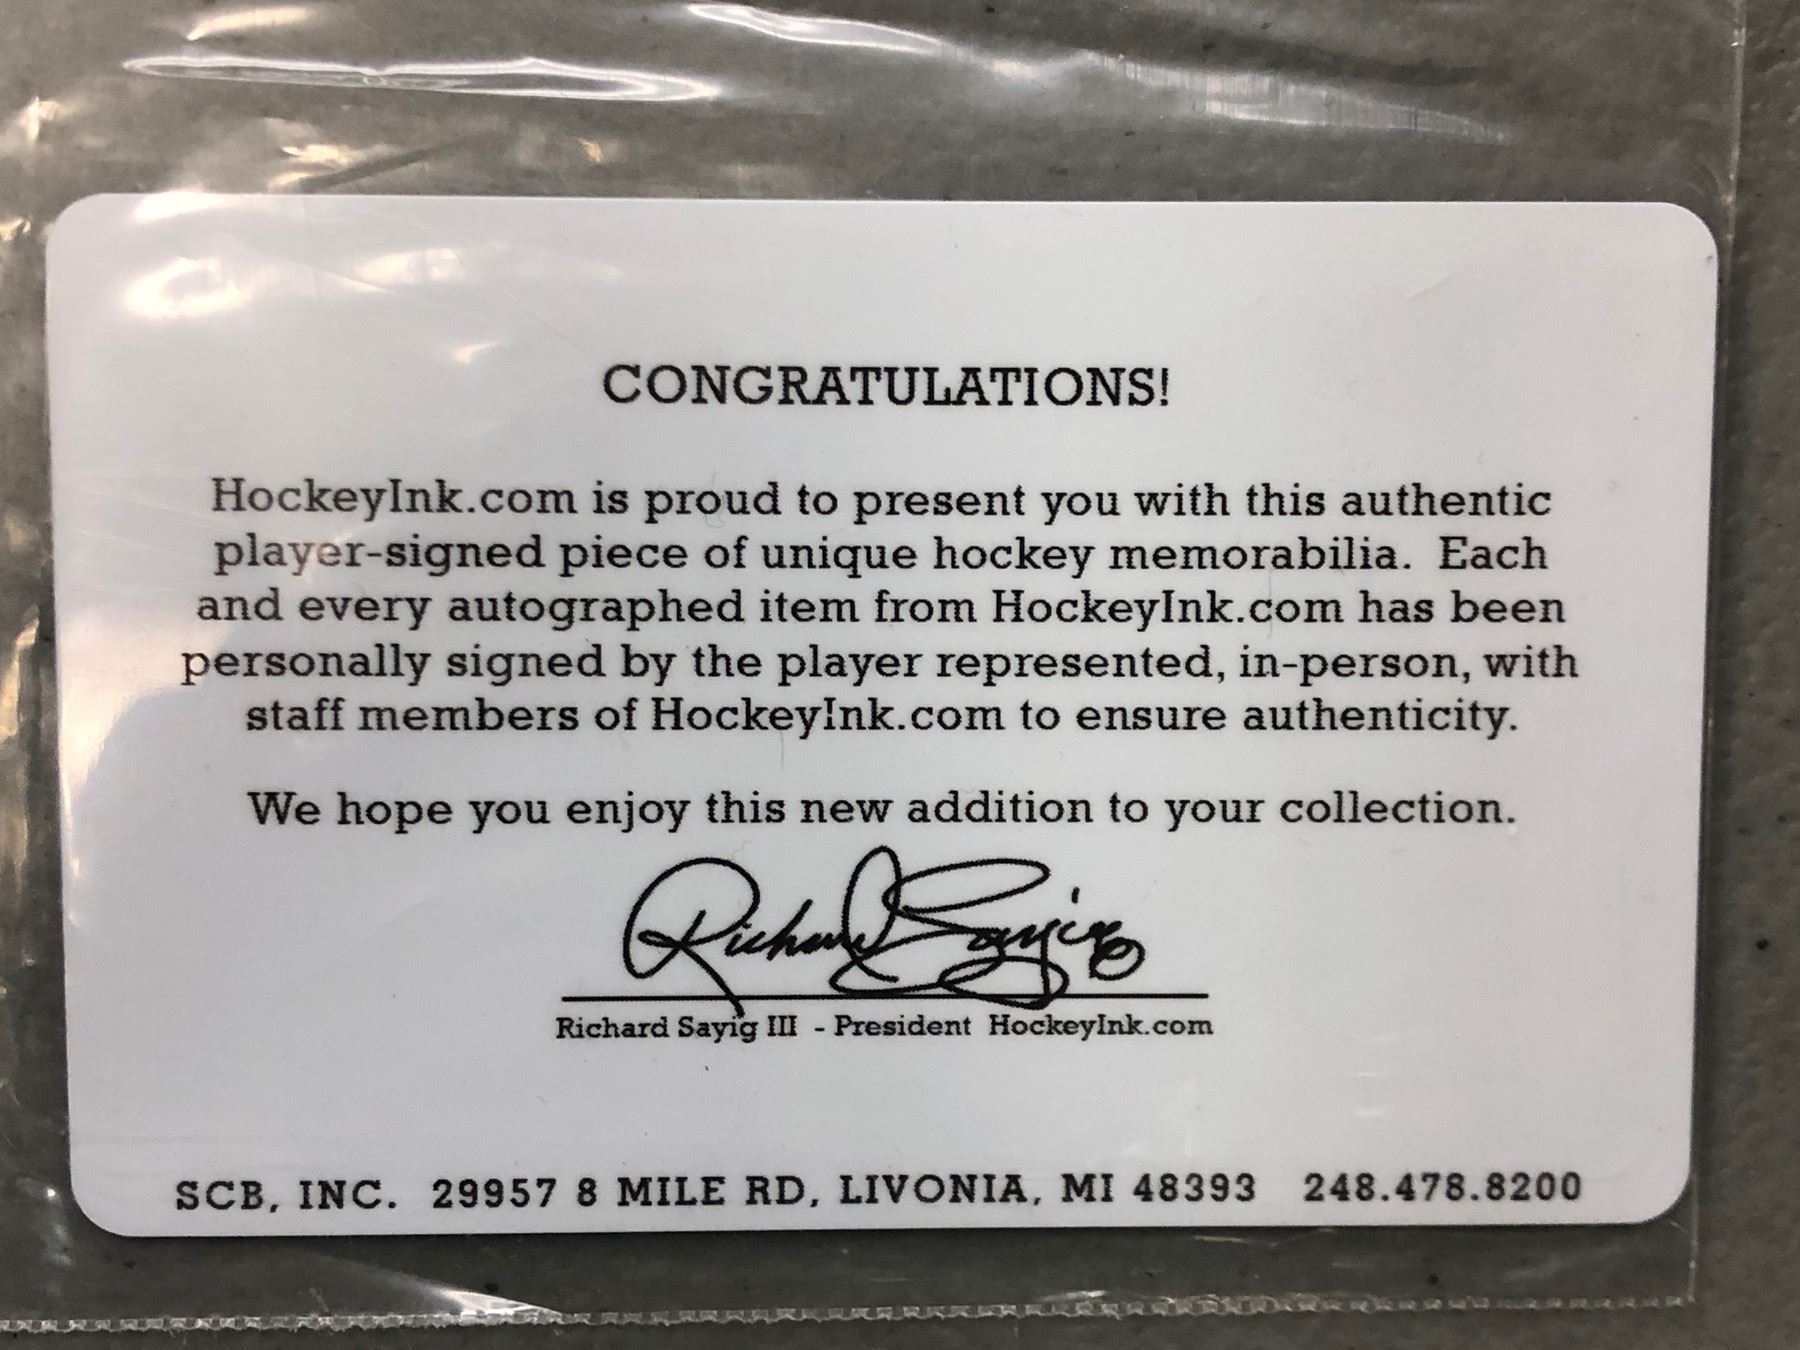 CONGRATULATIONS!
HockeyInk.com is proud to present you with this authentic
player-signed piece of unique hockey memorabilia. Each
and every autographed item from HockeyInk.com has been
personally signed by the player represented, in-person, with
staff members of HockeyInk.com to ensure authenticity.
We hope you enjoy this new addition to your collection.
Richard Sayig
Richard Sayig III - President HockeyInk.com
SCB, INC. 29957 8 MILE RD, LIVONIA, MI 48393 248.478.8200